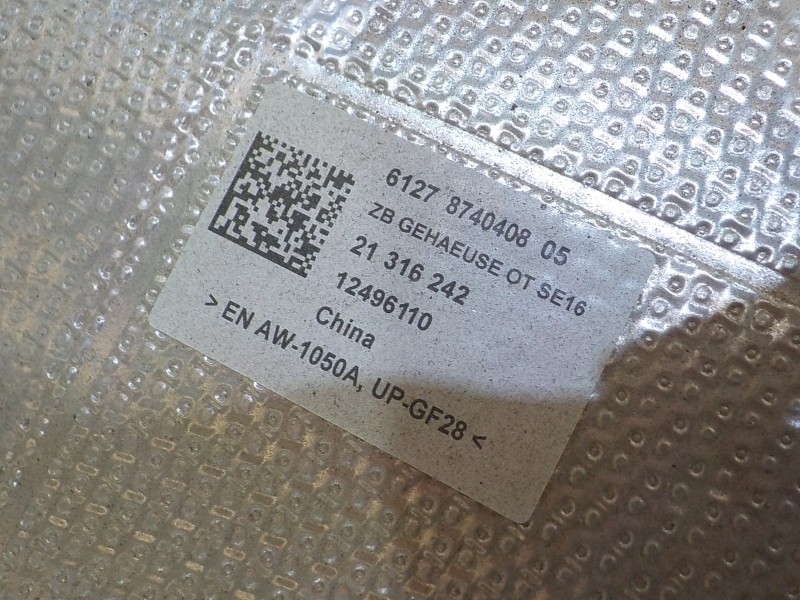 6127 8740408 05
ZB GEHAEUSE OT SE16
21 316 242
12496110
China
> EN AW-1050A, UP-GF28 <